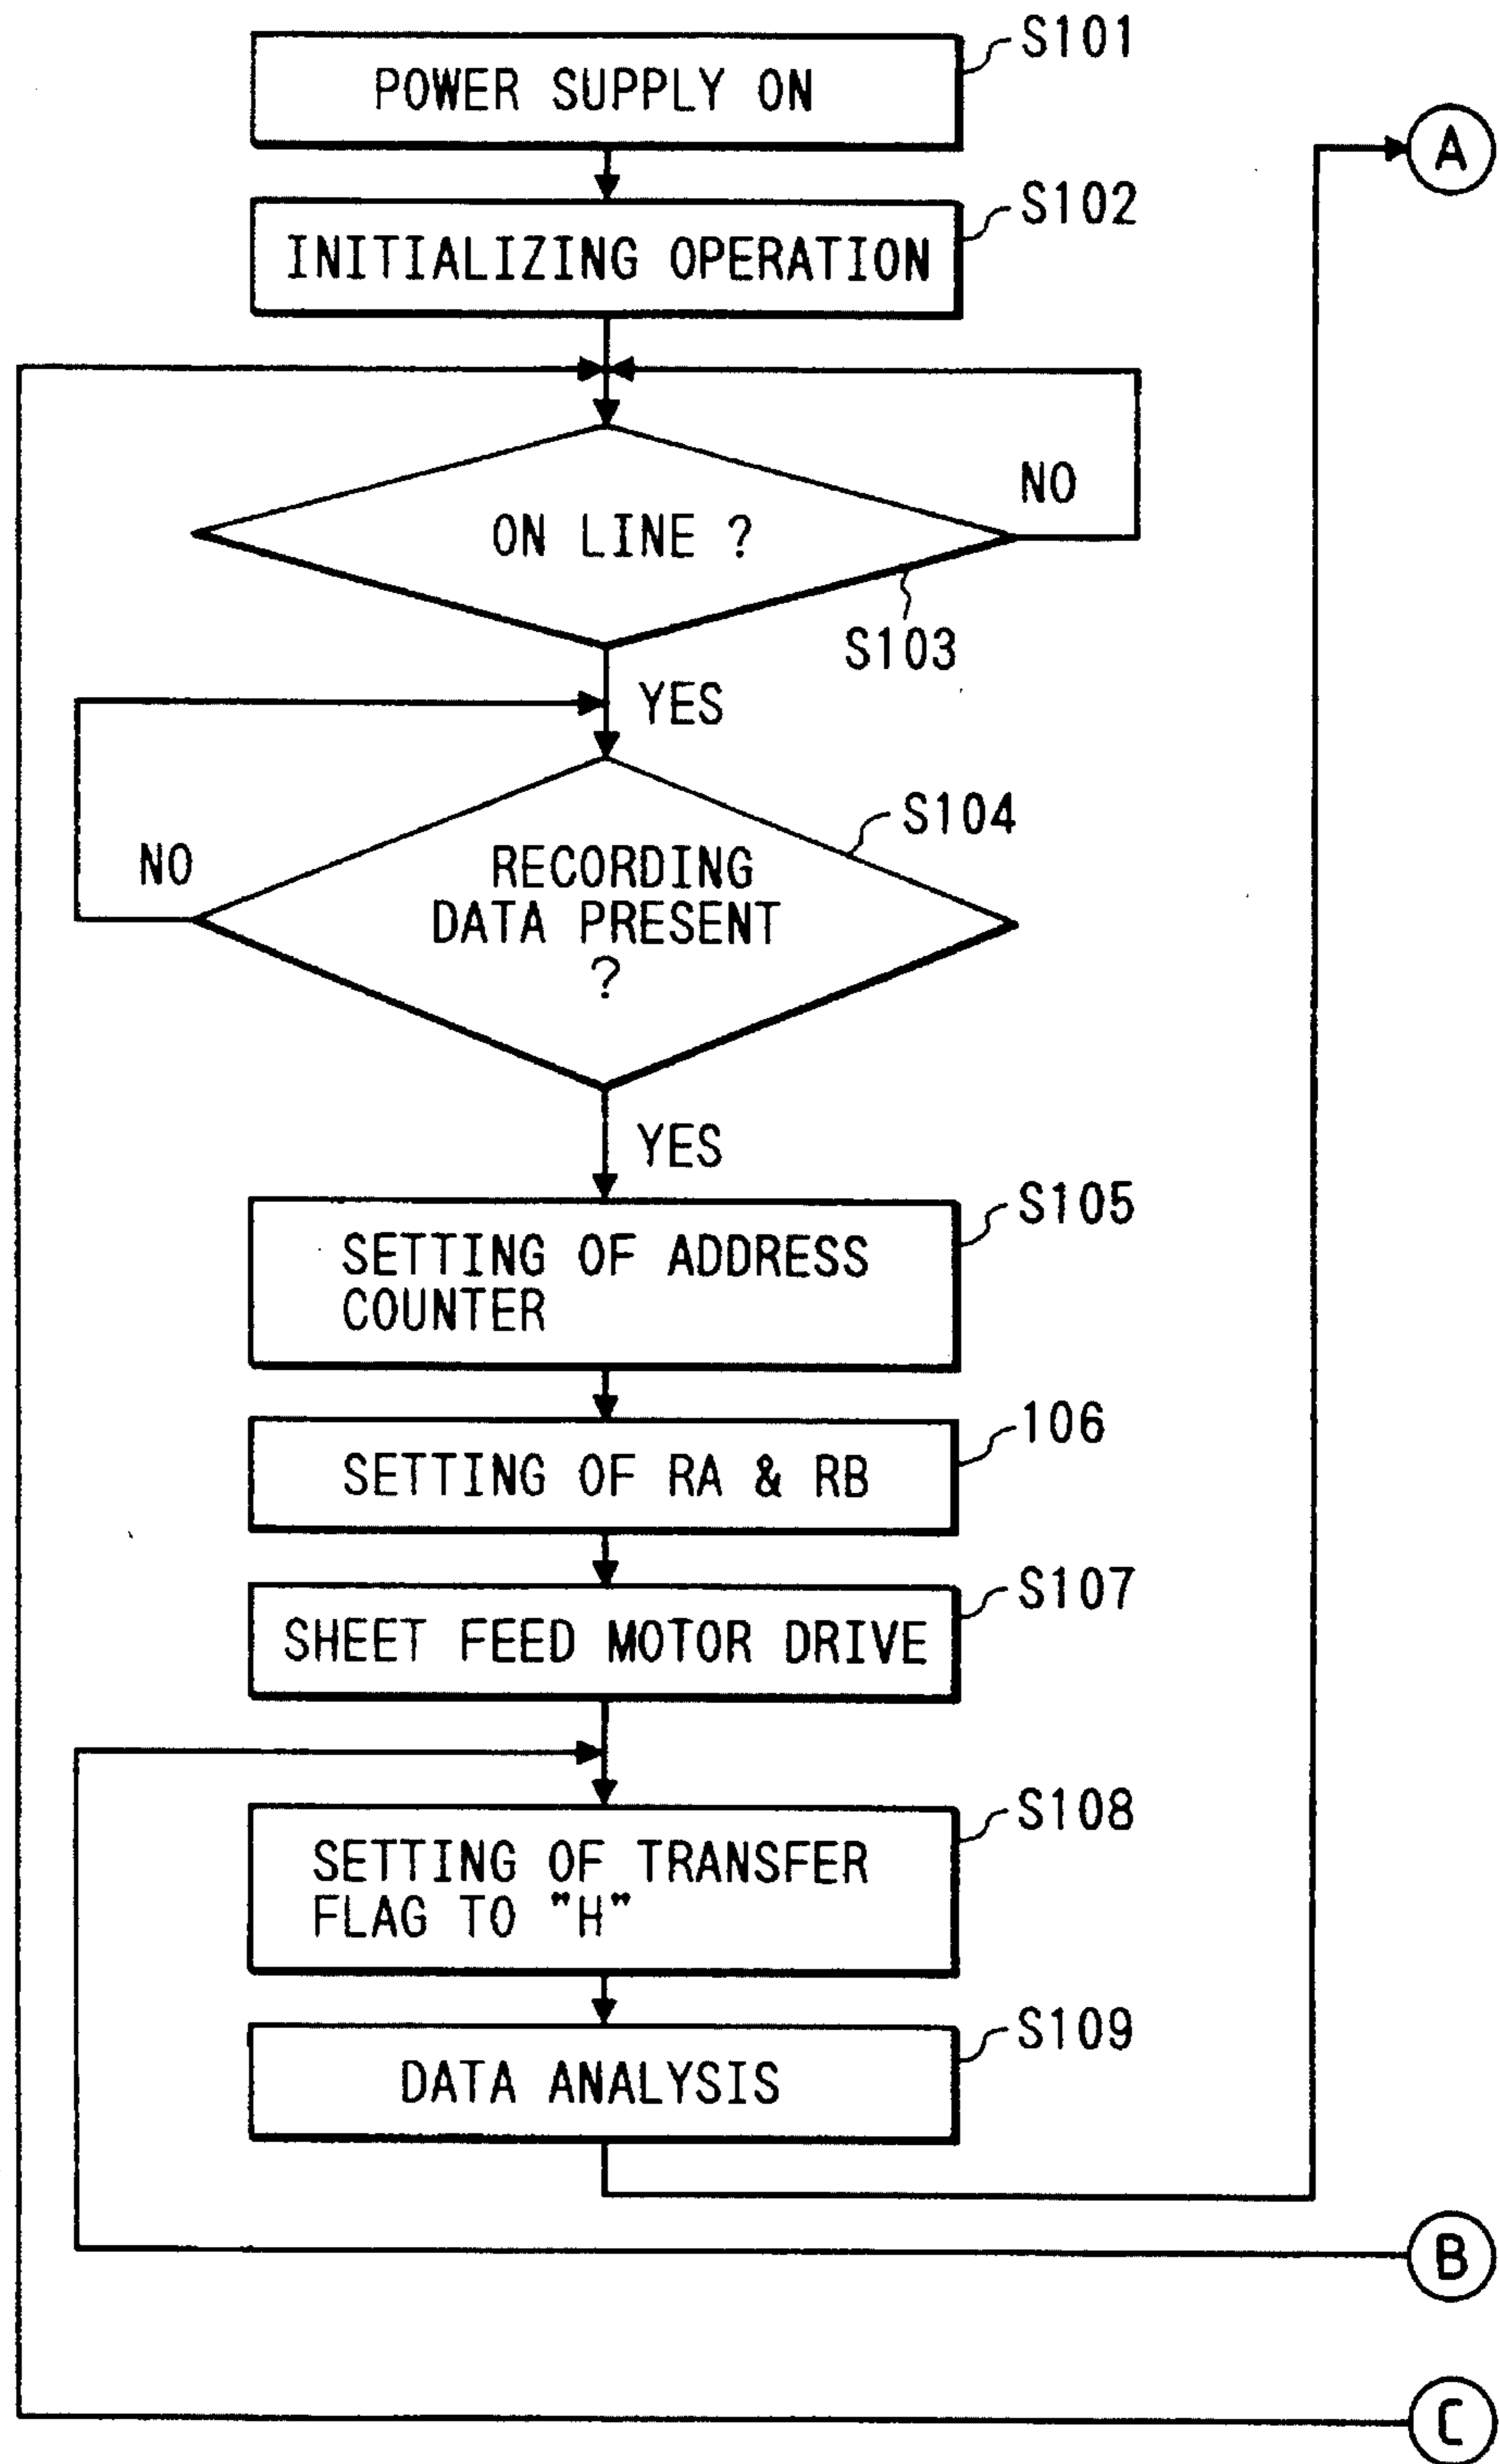 S101
POWER SUPPLY ON
A
S102
INITIALIZING OPERATION
NO
ON LINE ?
S103
YES
S104
NO
RECORDING
DATA PRESENT
?
YES
S105
SETTING OF ADDRESS
COUNTER
106
SETTING OF RA & RB
S107
SHEET FEED MOTOR DRIVE
S108
SETTING OF TRANSFER
FLAG TO "H"
S109
DATA ANALYSIS
B
C